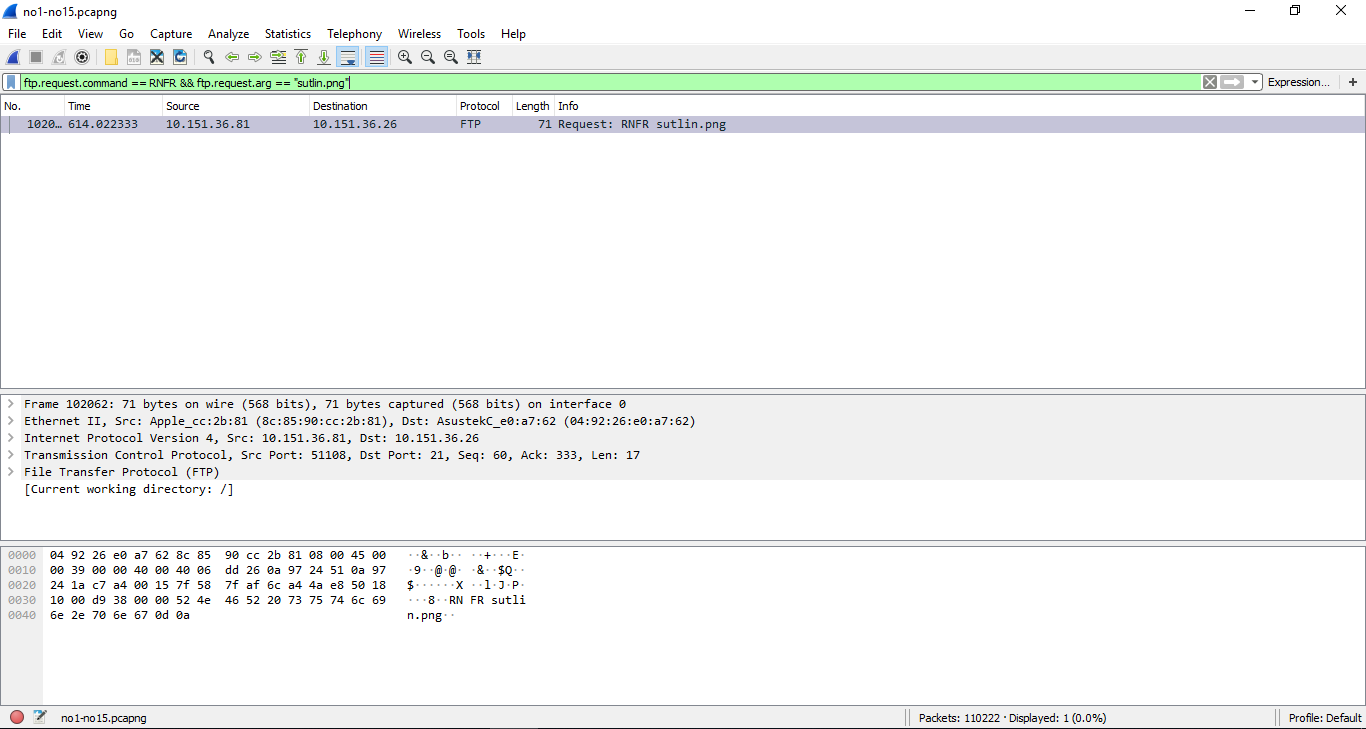 no1-no15.pcapng
File Edit View Go Capture Analyze Statistics Telephony Wireless Tools Help
ftp.request.command == RNFR && ftp.request.arg == "sutlin.png"
Expression... +
No. Time Source Destination Protocol Length Info
1020… 614.022333 10.151.36.81 10.151.36.26 FTP 71 Request: RNFR sutlin.png
Frame 102062: 71 bytes on wire (568 bits), 71 bytes captured (568 bits) on interface 0
Ethernet II, Src: Apple_cc:2b:81 (8c:85:90:cc:2b:81), Dst: AsustekC_e0:a7:62 (04:92:26:e0:a7:62)
Internet Protocol Version 4, Src: 10.151.36.81, Dst: 10.151.36.26
Transmission Control Protocol, Src Port: 51108, Dst Port: 21, Seq: 60, Ack: 333, Len: 17
File Transfer Protocol (FTP)
[Current working directory: /]
0000 04 92 26 e0 a7 62 8c 85 90 cc 2b 81 08 00 45 00 ··&··b·· ··+···E·
0010 00 39 00 00 40 00 40 06 dd 26 0a 97 24 51 0a 97 ·9··@·@· ·&··$Q··
0020 24 1a c7 a4 00 15 7f 58 7f af 6c a4 4a e8 50 18 $······X ··l·J·P·
0030 10 00 d9 38 00 00 52 4e 46 52 20 73 75 74 6c 69 ···8··RN FR sutli
0040 6e 2e 70 6e 67 0d 0a n.png··
no1-no15.pcapng
Packets: 110222 · Displayed: 1 (0.0%)
Profile: Default